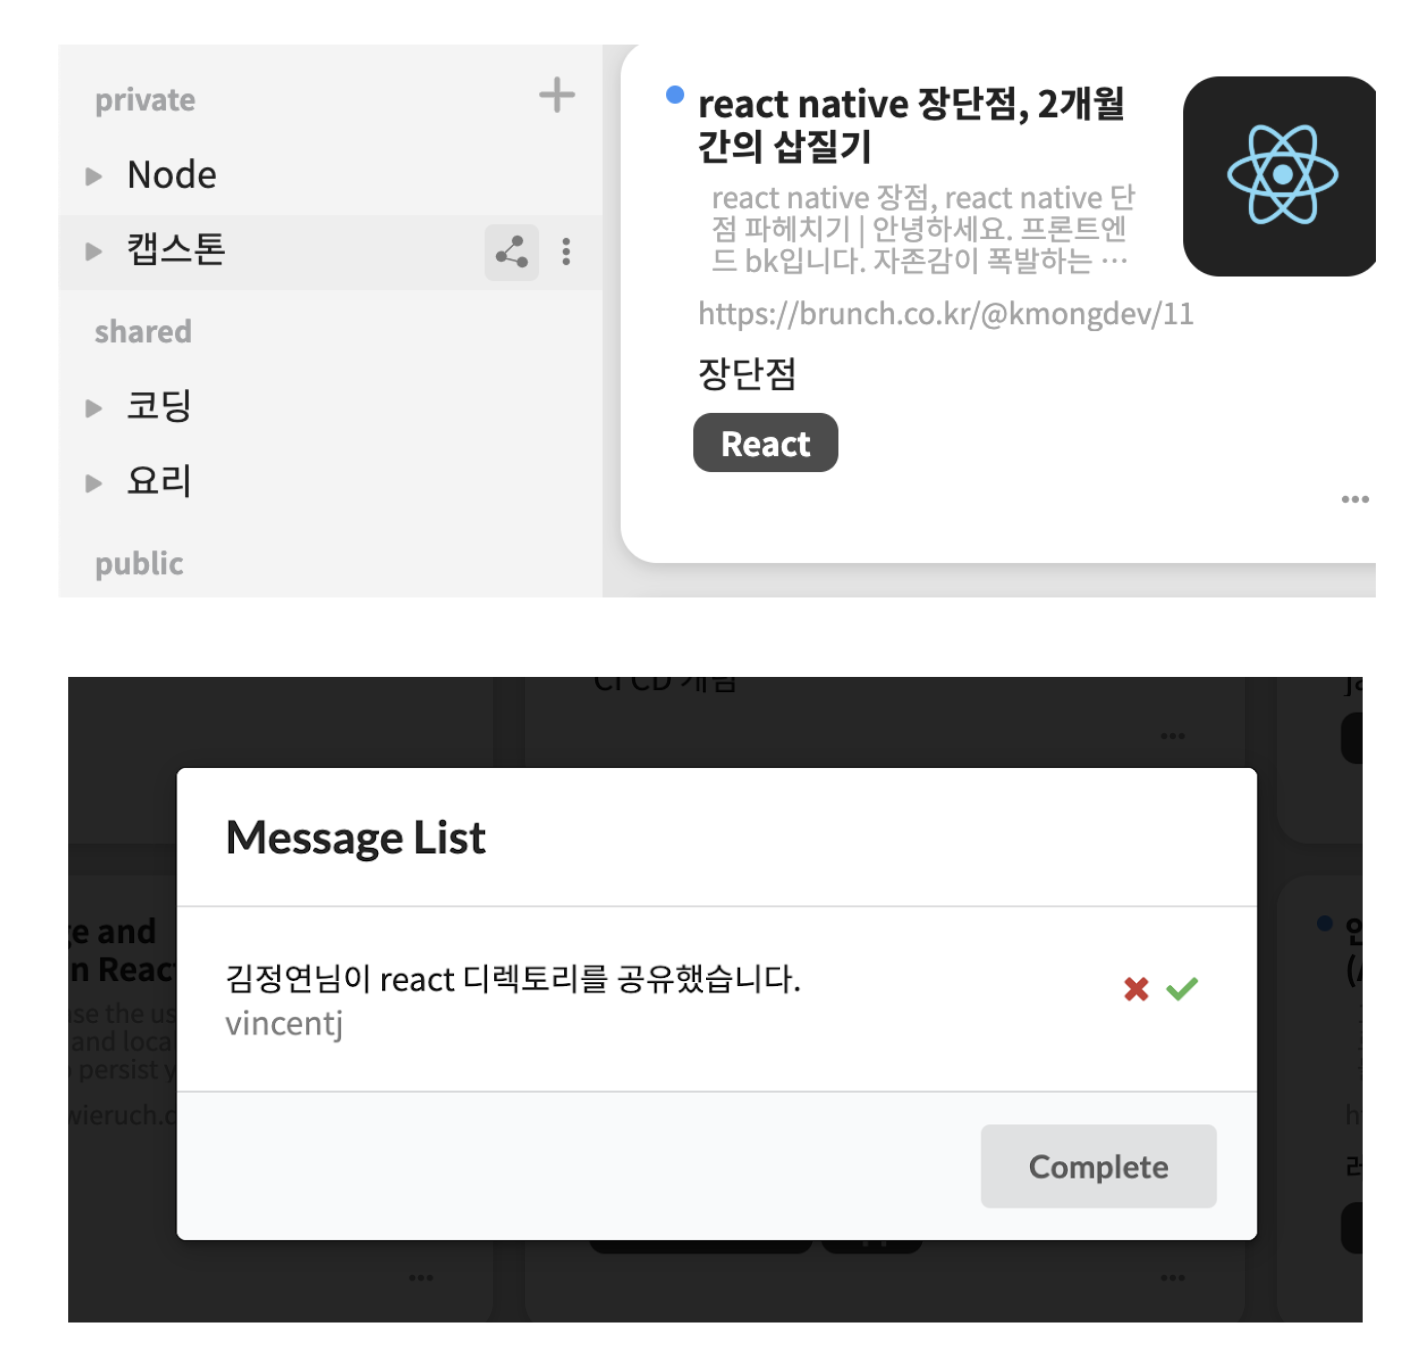 private
Node
캡스톤
shared
코딩
요리
public
react native 장단점, 2개월
간의 삽질기
react native 장점, react native 단
점 파헤치기 | 안녕하세요. 프론트엔
드 bk입니다. 자존감이 폭발하는 ⋯
https://brunch.co.kr/@kmongdev/11
장단점
React
CI CD 개념
Message List
김정연님이 react 디렉토리를 공유했습니다.
vincentj
Complete
and
n Reac
se the us
and loca
persist y
wieruch.d